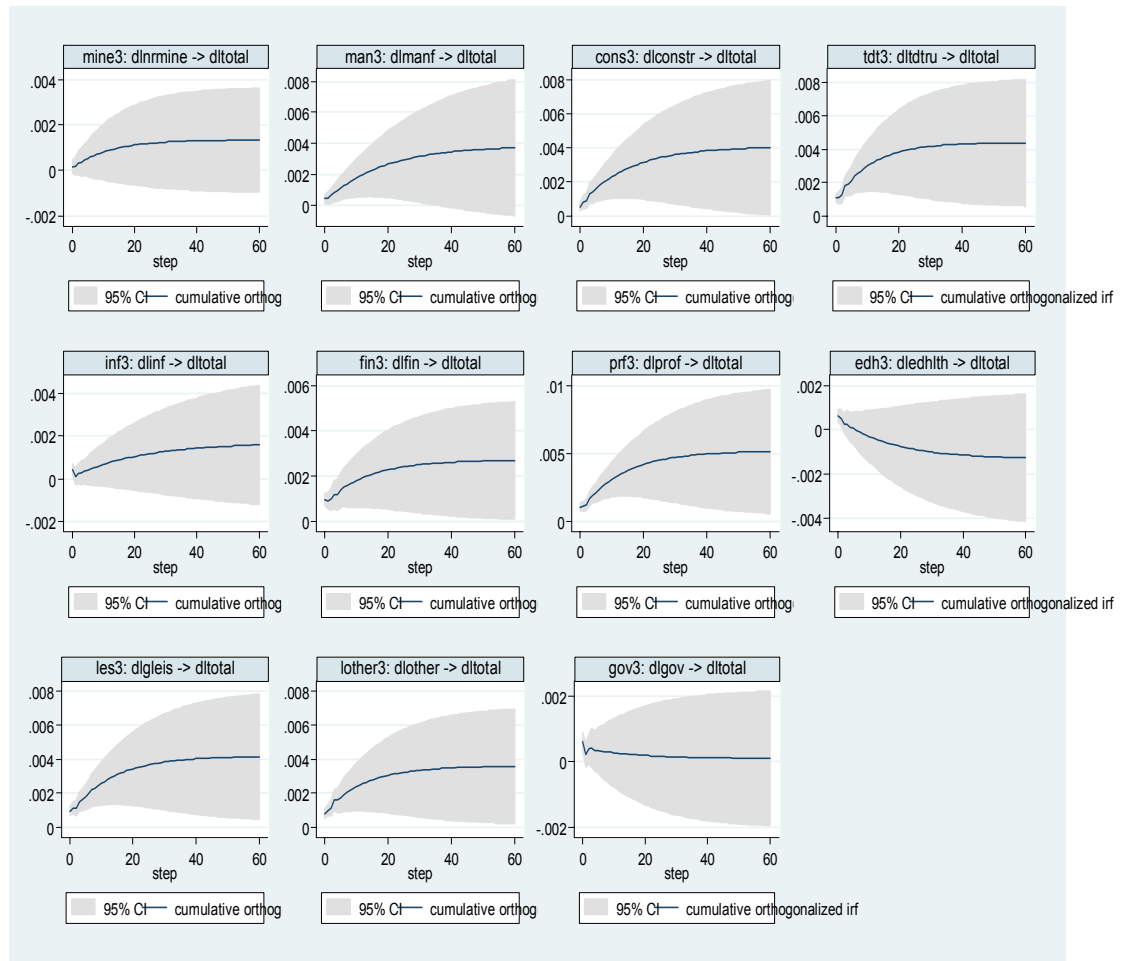 mine3: dlnrmine -> dltotal
.004
.002
0
-.002
0 20 40 60
step
95% CI cumulative orthog
man3: dlmanf -> dltotal
.008
.006
.004
.002
0
0 20 40 60
step
95% CI cumulative orthog
cons3: dlconstr -> dltotal
.008
.006
.004
.002
0
0 20 40 60
step
95% CI cumulative orthog
tdt3: dltdtru -> dltotal
.008
.006
.004
.002
0
0 20 40 60
step
95% CI cumulative orthogonalized irf
inf3: dlinf -> dltotal
.004
.002
0
-.002
0 20 40 60
step
95% CI cumulative orthog
fin3: dlfin -> dltotal
.006
.004
.002
0
0 20 40 60
step
95% CI cumulative orthog
prf3: dlprof -> dltotal
.01
.005
0
0 20 40 60
step
95% CI cumulative orthog
edh3: dledhlth -> dltotal
.002
0
-.002
-.004
0 20 40 60
step
95% CI cumulative orthogonalized irf
les3: dlgleis -> dltotal
.008
.006
.004
.002
0
0 20 40 60
step
95% CI cumulative orthog
lother3: dlother -> dltotal
.008
.006
.004
.002
0
0 20 40 60
step
95% CI cumulative orthog
gov3: dlgov -> dltotal
.002
0
-.002
0 20 40 60
step
95% CI cumulative orthogonalized irf